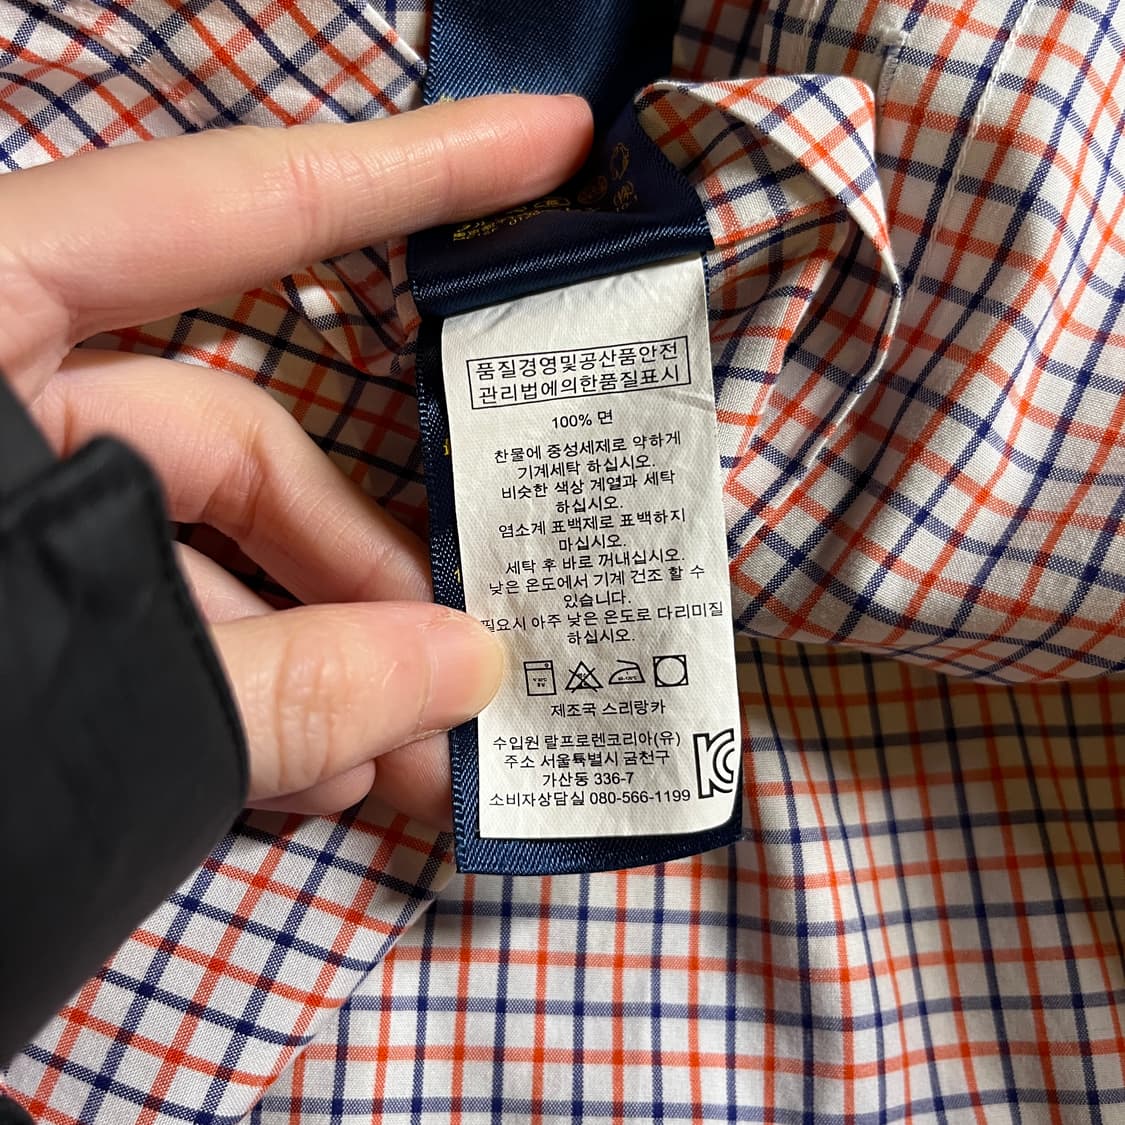 품질경영및공산품안전
관리법에의한품질표시
100% 면
찬물에 중성세제로 약하게
기계세탁 하십시오.
비슷한 색상 계열과 세탁
하십시오.
염소계 표백제로 표백하지
마십시오.
세탁 후 바로 꺼내십시오.
낮은 온도에서 기계 건조 할 수
있습니다.
필요시 아주 낮은 온도로 다리미질
하십시오.
제조국 스리랑카
수입원 랄프로렌코리아(유)
주소 서울특별시 금천구
가산동 336-7
소비자상담실 080-566-1199
KC